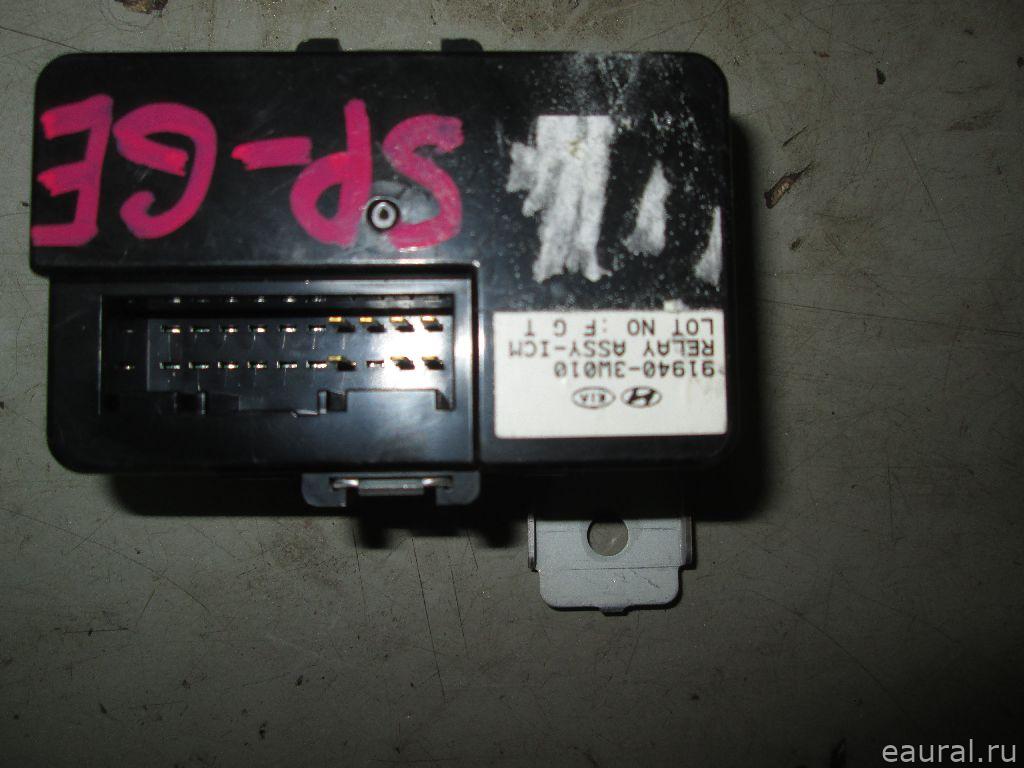 SP-GE
KIA
91940-3W010
RELAY ASSY-ICM
LOT NO :F G T
eaural.ru